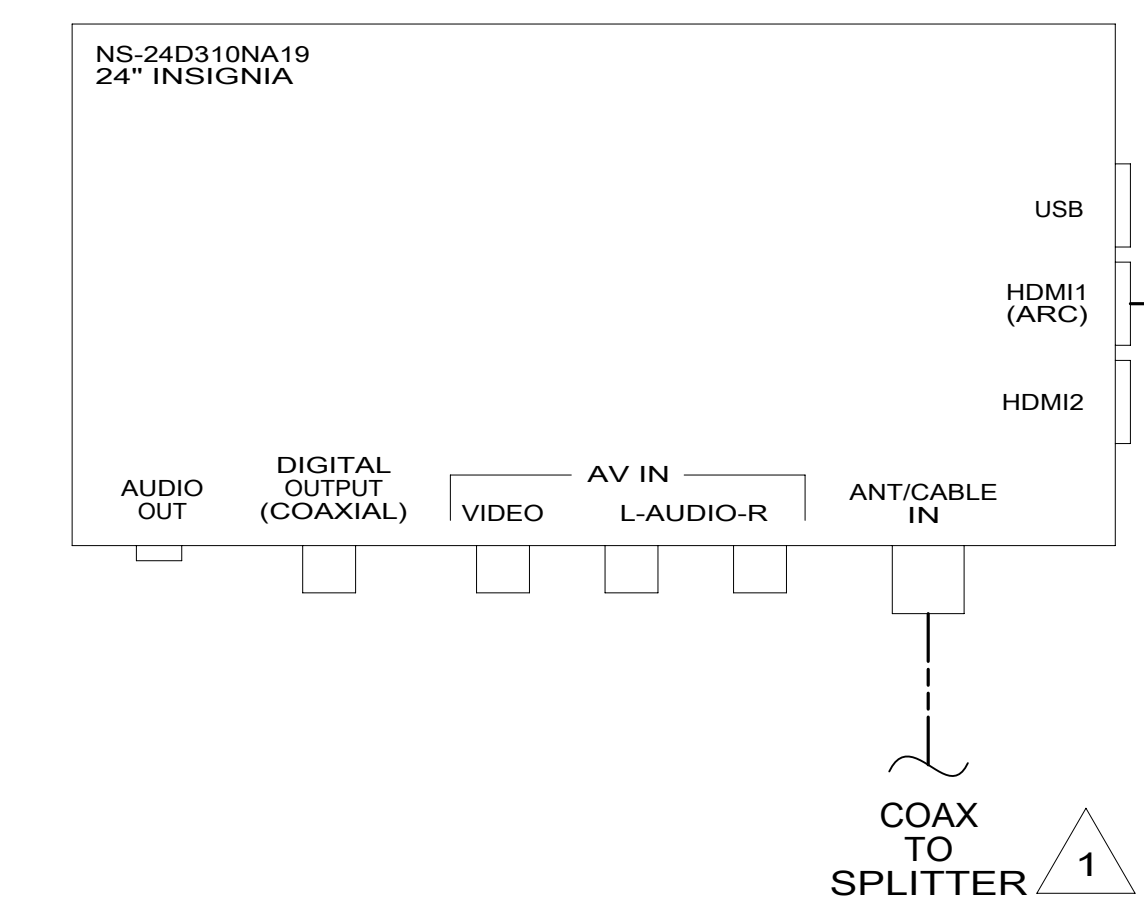 NS-24D310NA19
24" INSIGNIA
USB
HDMI1
(ARC)
HDMI2
AUDIO
OUT
DIGITAL
OUTPUT
(COAXIAL)
AV IN
VIDEO
L-AUDIO-R
ANT/CABLE
IN
COAX
TO
SPLITTER
1